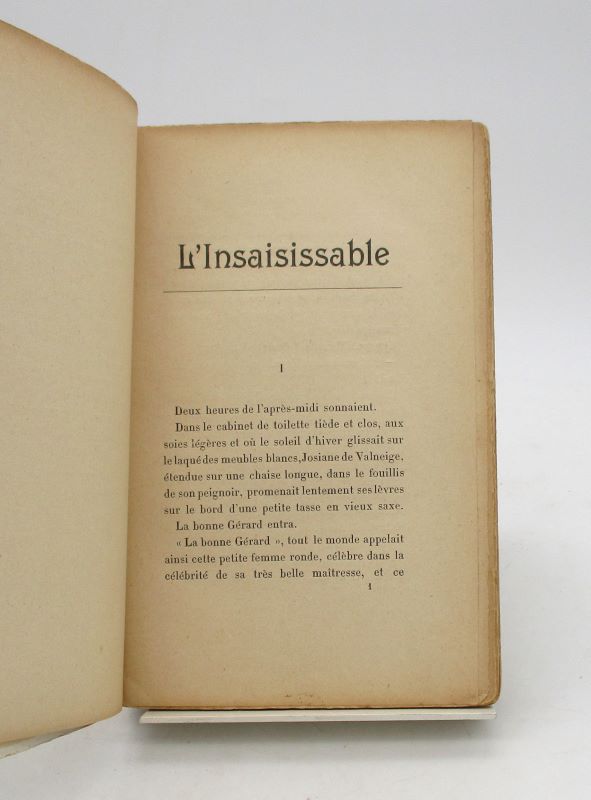 L'Insaisissable
I
Deux heures de l'après-midi sonnaient.
Dans le cabinet de toilette tiède et clos, aux
soies légères et où le soleil d'hiver glissait sur
le laqué des meubles blancs, Josiane de Valneige,
étendue sur une chaise longue, dans le fouillis
de son peignoir, promenait lentement ses lèvres
sur le bord d'une petite tasse en vieux saxe.
La bonne Gérard entra.
« La bonne Gérard », tout le monde appelait
ainsi cette petite femme ronde, célèbre dans la
célébrité de sa très belle maîtresse, et ce
1